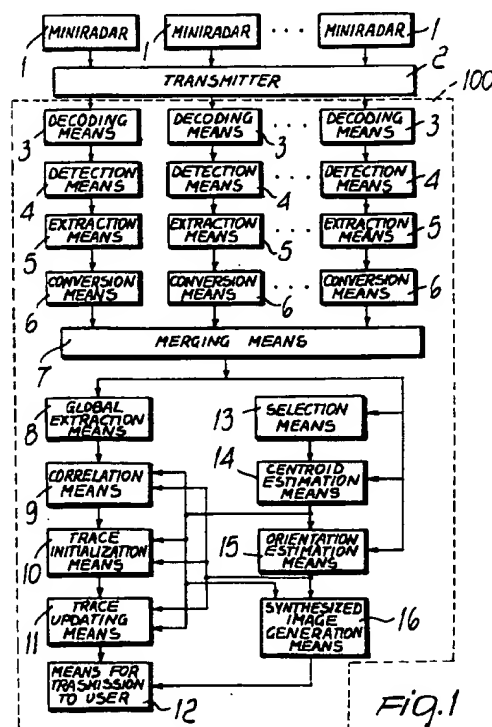 MINIRADAR MINIRADAR ... MINIRADAR
1 1 1
TRANSMITTER 2
100
DECODING MEANS DECODING MEANS ... DECODING MEANS
3 3 3
DETECTION MEANS DETECTION MEANS ... DETECTION MEANS
4 4 4
EXTRACTION MEANS EXTRACTION MEANS ... EXTRACTION MEANS
5 5 5
CONVERSION MEANS CONVERSION MEANS ... CONVERSION MEANS
6 6 6
MERGING MEANS
7
8 GLOBAL EXTRACTION MEANS
13 SELECTION MEANS
9 CORRELATION MEANS
14 CENTROID ESTIMATION MEANS
10 TRACE INITIALIZATION MEANS
15 ORIENTATION ESTIMATION MEANS
11 TRACE UPDATING MEANS
SYNTHESIZED IMAGE GENERATION MEANS 16
MEANS FOR TRASMISSION TO USER 12
Fig.1